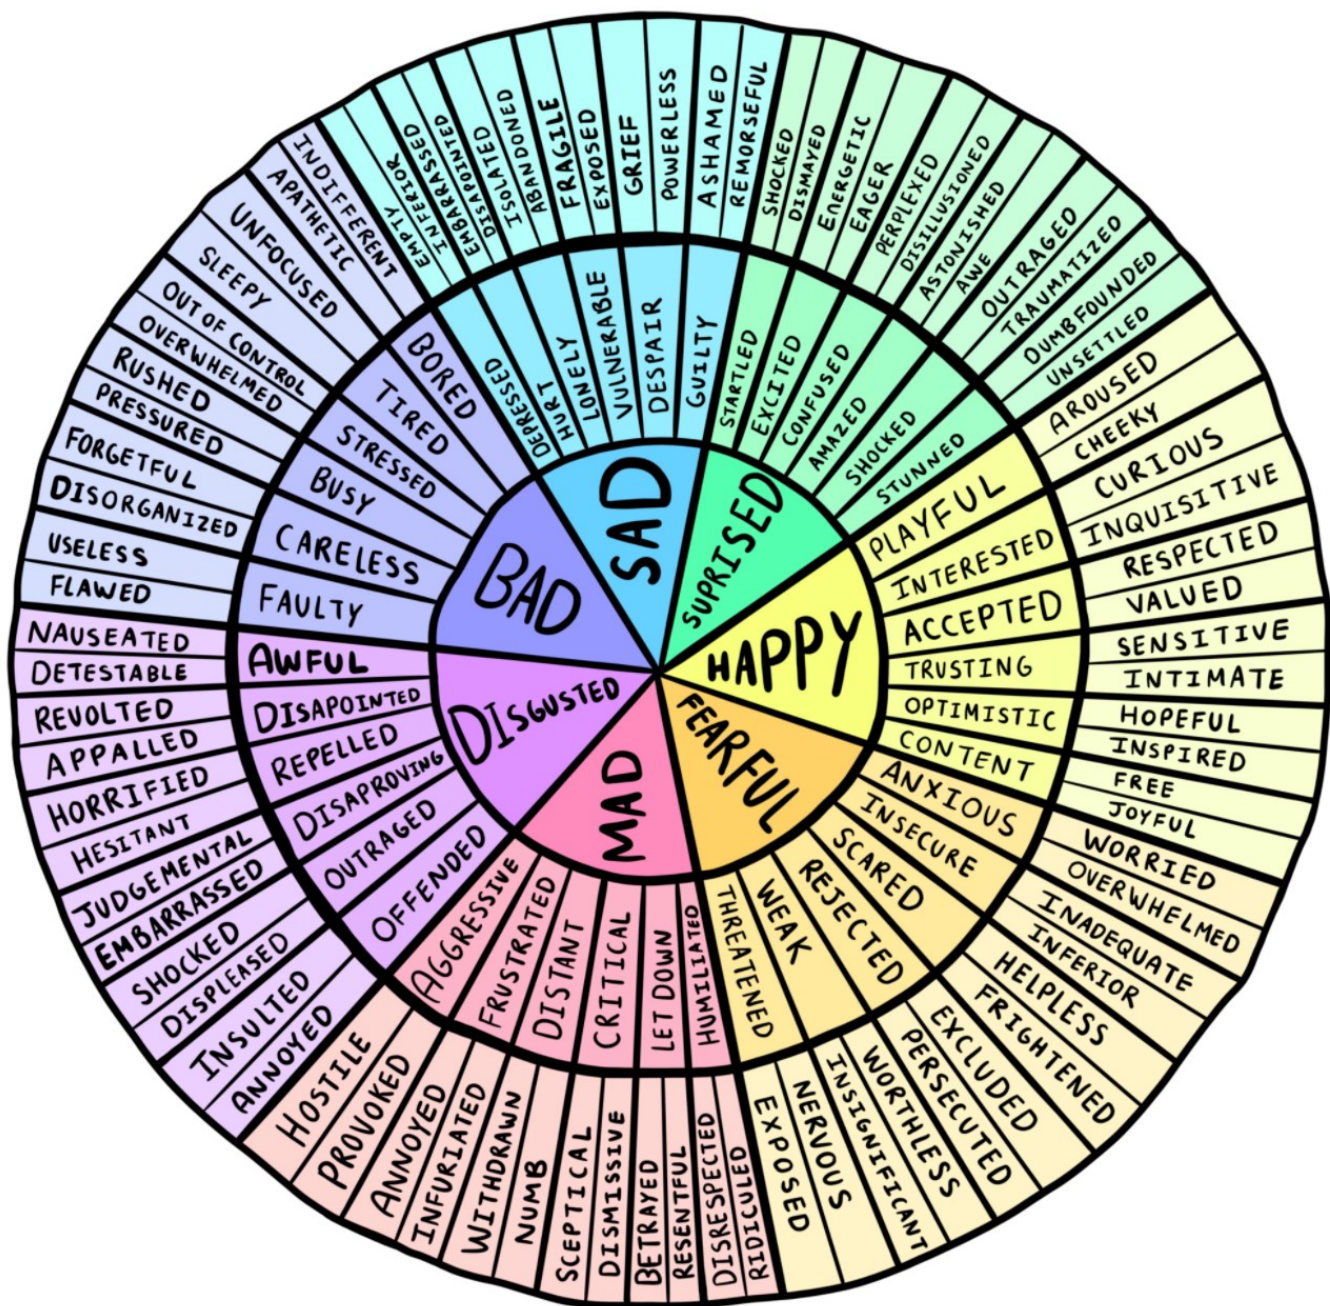 SAD
SUPRISED
HAPPY
FEARFUL
MAD
DISGUSTED
BAD
DEPRESSED
HURT
LONELY
VULNERABLE
DESPAIR
GUILTY
STARTLED
EXCITED
CONFUSED
AMAZED
SHOCKED
STUNNED
PLAYFUL
INTERESTED
ACCEPTED
TRUSTING
OPTIMISTIC
CONTENT
ANXIOUS
INSECURE
SCARED
REJECTED
WEAK
THREATENED
HUMILIATED
LET DOWN
CRITICAL
DISTANT
FRUSTRATED
AGGRESSIVE
OFFENDED
OUTRAGED
DISAPROVING
REPELLED
DISAPOINTED
AWFUL
FAULTY
CARELESS
BUSY
STRESSED
TIRED
BORED
EMPTY
INFERIOR
EMBARRASSED
DISAPOINTED
ISOLATED
ABANDONED
FRAGILE
EXPOSED
GRIEF
POWERLESS
ASHAMED
REMORSEFUL
SHOCKED
DISMAYED
ENERGETIC
EAGER
PERPLEXED
DISILLUSIONED
ASTONISHED
AWE
OUTRAGED
TRAUMATIZED
DUMBFOUNDED
UNSETTLED
AROUSED
CHEEKY
CURIOUS
INQUISITIVE
RESPECTED
VALUED
SENSITIVE
INTIMATE
HOPEFUL
INSPIRED
FREE
JOYFUL
WORRIED
OVERWHELMED
INADEQUATE
INFERIOR
HELPLESS
FRIGHTENED
EXCLUDED
PERSECUTED
WORTHLESS
INSIGNIFICANT
NERVOUS
EXPOSED
RIDICULED
DISRESPECTED
RESENTFUL
BETRAYED
DISMISSIVE
SCEPTICAL
NUMB
WITHDRAWN
INFURIATED
ANNOYED
PROVOKED
HOSTILE
ANNOYED
INSULTED
DISPLEASED
SHOCKED
EMBARRASSED
JUDGEMENTAL
HESITANT
HORRIFIED
APPALLED
REVOLTED
DETESTABLE
NAUSEATED
FLAWED
USELESS
DISORGANIZED
FORGETFUL
PRESSURED
RUSHED
OVERWHELMED
OUT OF CONTROL
SLEEPY
UNFOCUSED
APATHETIC
INDIFFERENT